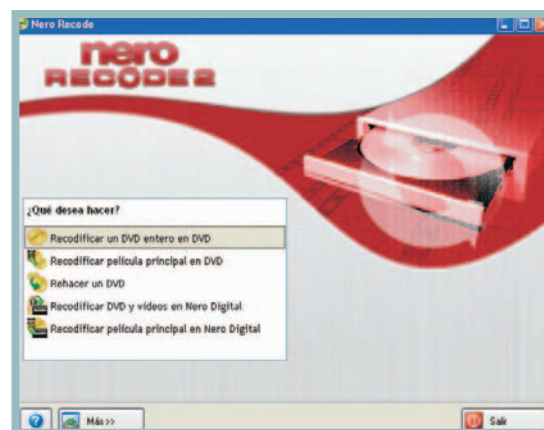 Nero Recode
nero
RECODE 2
¿Qué desea hacer?
Recodificar un DVD entero en DVD
Recodificar película principal en DVD
Rehacer un DVD
Recodificar DVD y vídeos en Nero Digital
Recodificar película principal en Nero Digital
? Más >> Salir